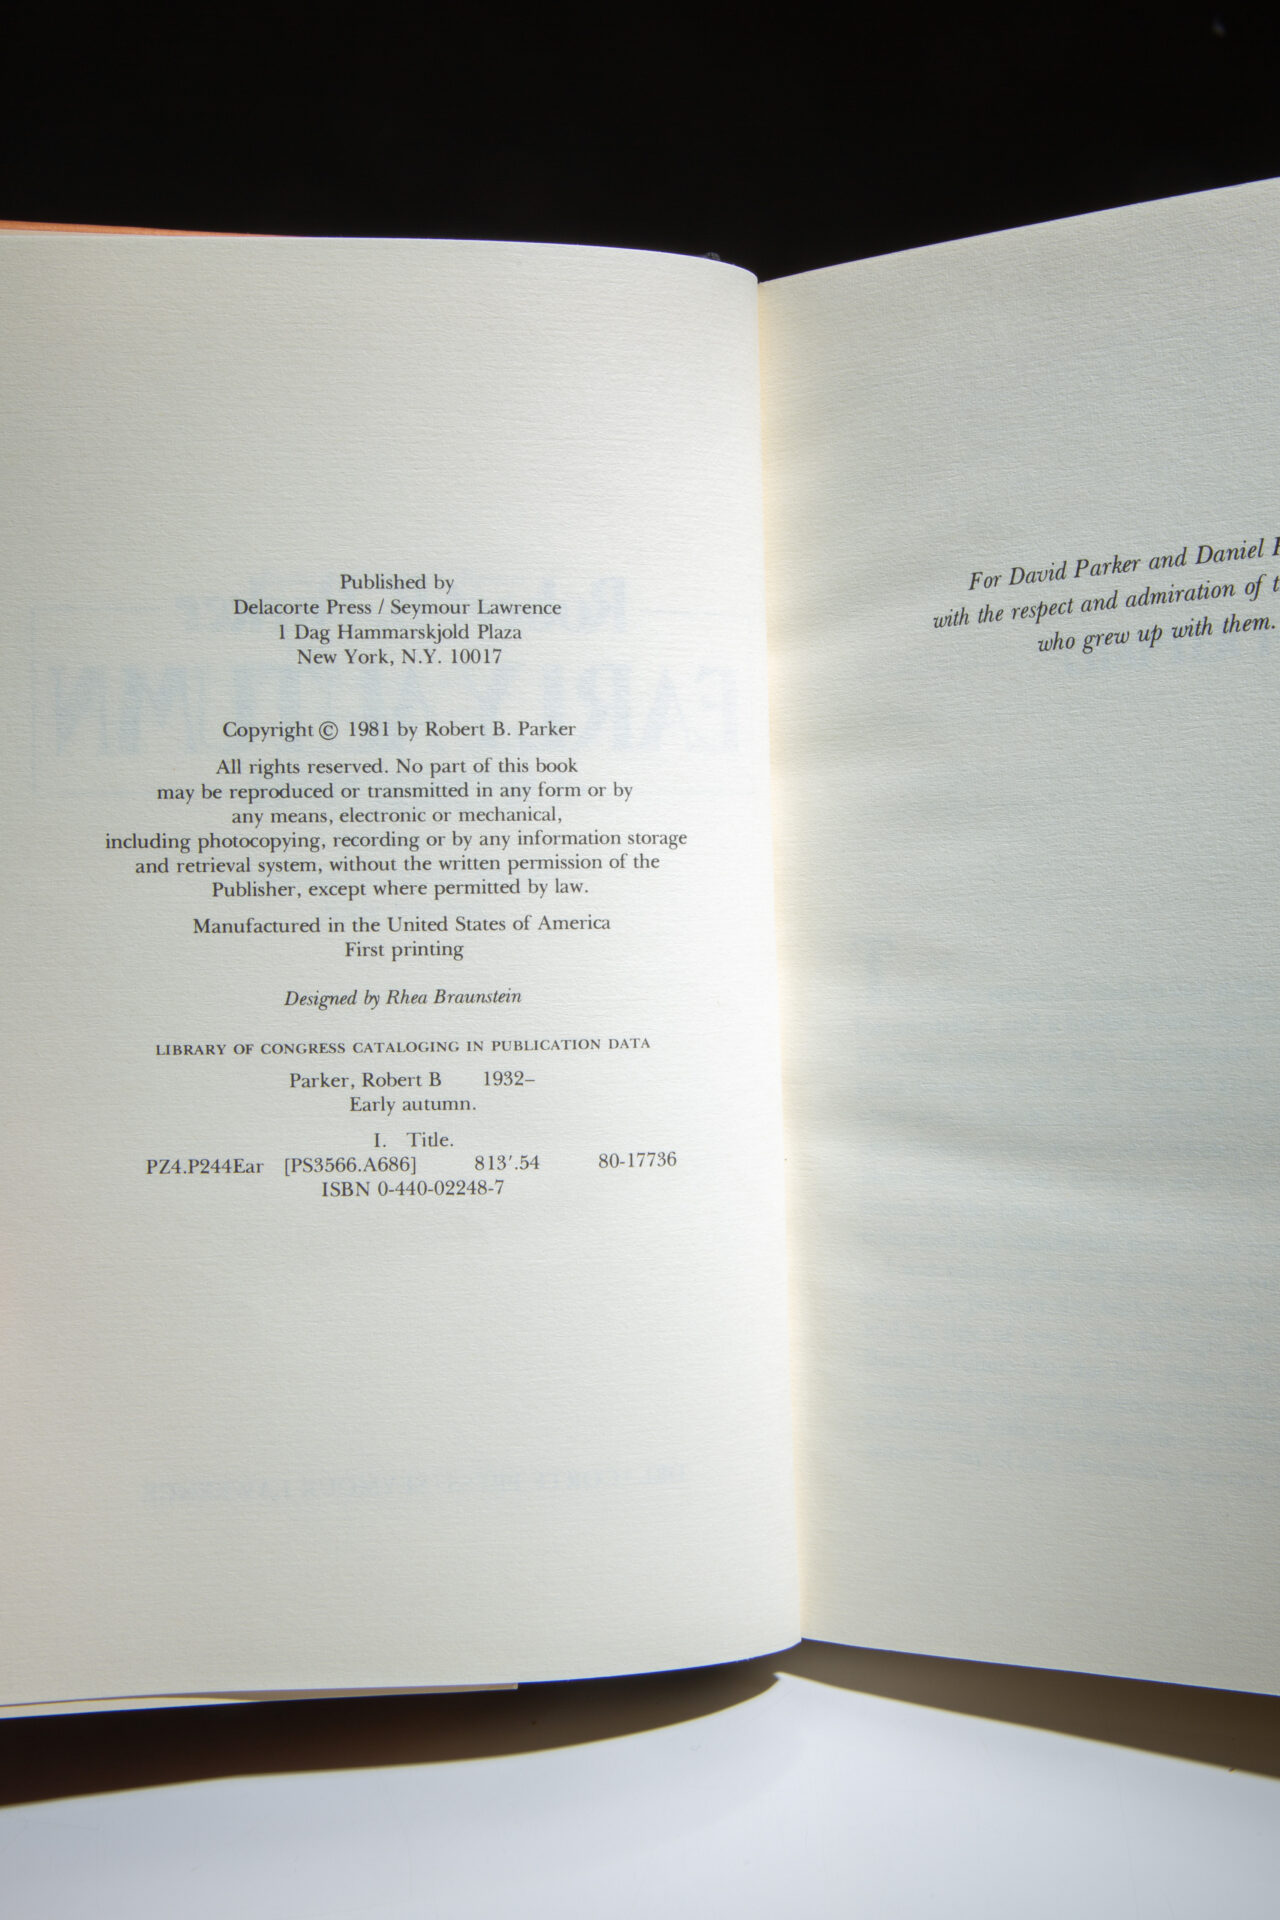 Published by
Delacorte Press / Seymour Lawrence
1 Dag Hammarskjold Plaza
New York, N.Y. 10017
Copyright © 1981 by Robert B. Parker
All rights reserved. No part of this book
may be reproduced or transmitted in any form or by
any means, electronic or mechanical,
including photocopying, recording or by any information storage
and retrieval system, without the written permission of the
Publisher, except where permitted by law.
Manufactured in the United States of America
First printing
Designed by Rhea Braunstein
LIBRARY OF CONGRESS CATALOGING IN PUBLICATION DATA
Parker, Robert B 1932–
Early autumn.
I. Title.
PZ4.P244Ear [PS3566.A686] 813′.54 80-17736
ISBN 0-440-02248-7
For David Parker and Daniel
with the respect and admiration of
who grew up with them.